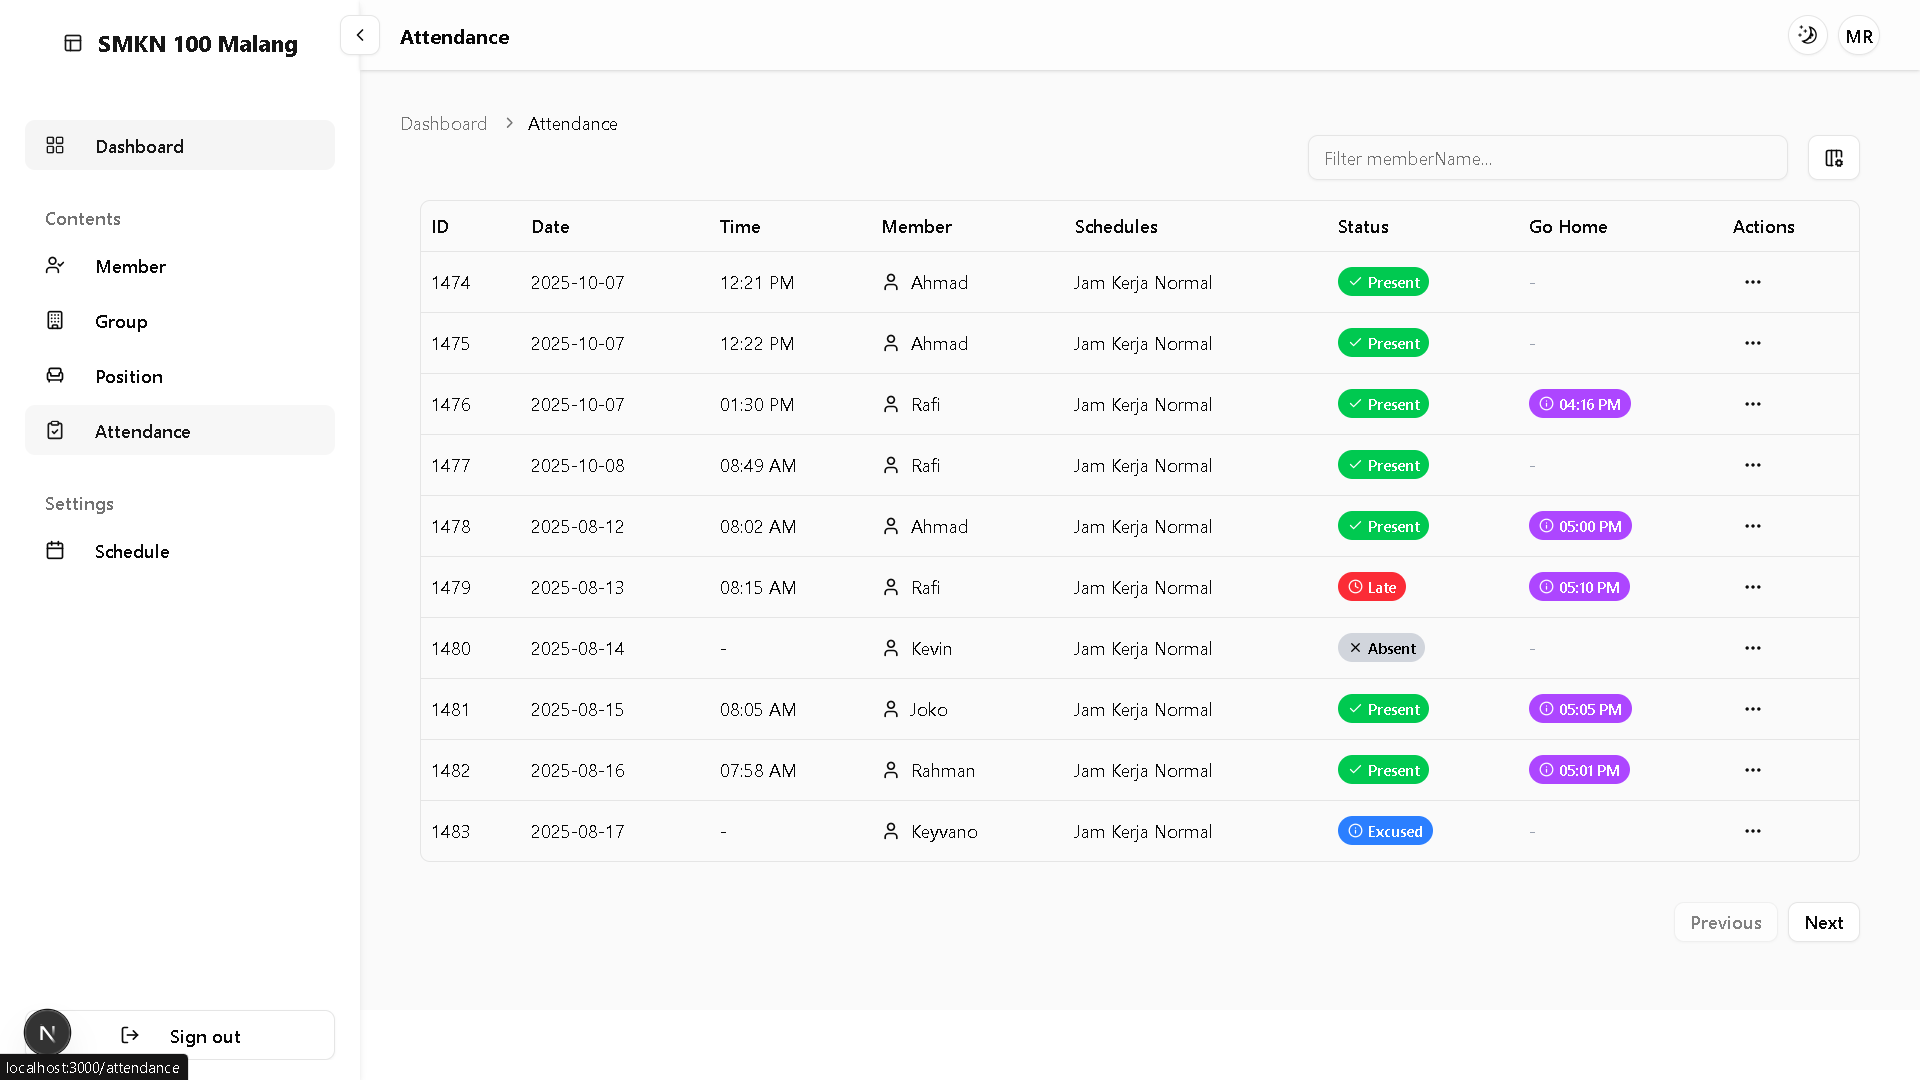 SMKN 100 Malang
Attendance
MR
Dashboard
Contents
Member
Group
Position
Attendance
Settings
Schedule
Dashboard > Attendance
Filter memberName...
ID Date Time Member Schedules Status Go Home Actions
1474 2025-10-07 12:21 PM Ahmad Jam Kerja Normal Present - ...
1475 2025-10-07 12:22 PM Ahmad Jam Kerja Normal Present - ...
1476 2025-10-07 01:30 PM Rafi Jam Kerja Normal Present 04:16 PM ...
1477 2025-10-08 08:49 AM Rafi Jam Kerja Normal Present - ...
1478 2025-08-12 08:02 AM Ahmad Jam Kerja Normal Present 05:00 PM ...
1479 2025-08-13 08:15 AM Rafi Jam Kerja Normal Late 05:10 PM ...
1480 2025-08-14 - Kevin Jam Kerja Normal Absent - ...
1481 2025-08-15 08:05 AM Joko Jam Kerja Normal Present 05:05 PM ...
1482 2025-08-16 07:58 AM Rahman Jam Kerja Normal Present 05:01 PM ...
1483 2025-08-17 - Keyvano Jam Kerja Normal Excused - ...
Previous Next
N
Sign out
localhost:3000/attendance